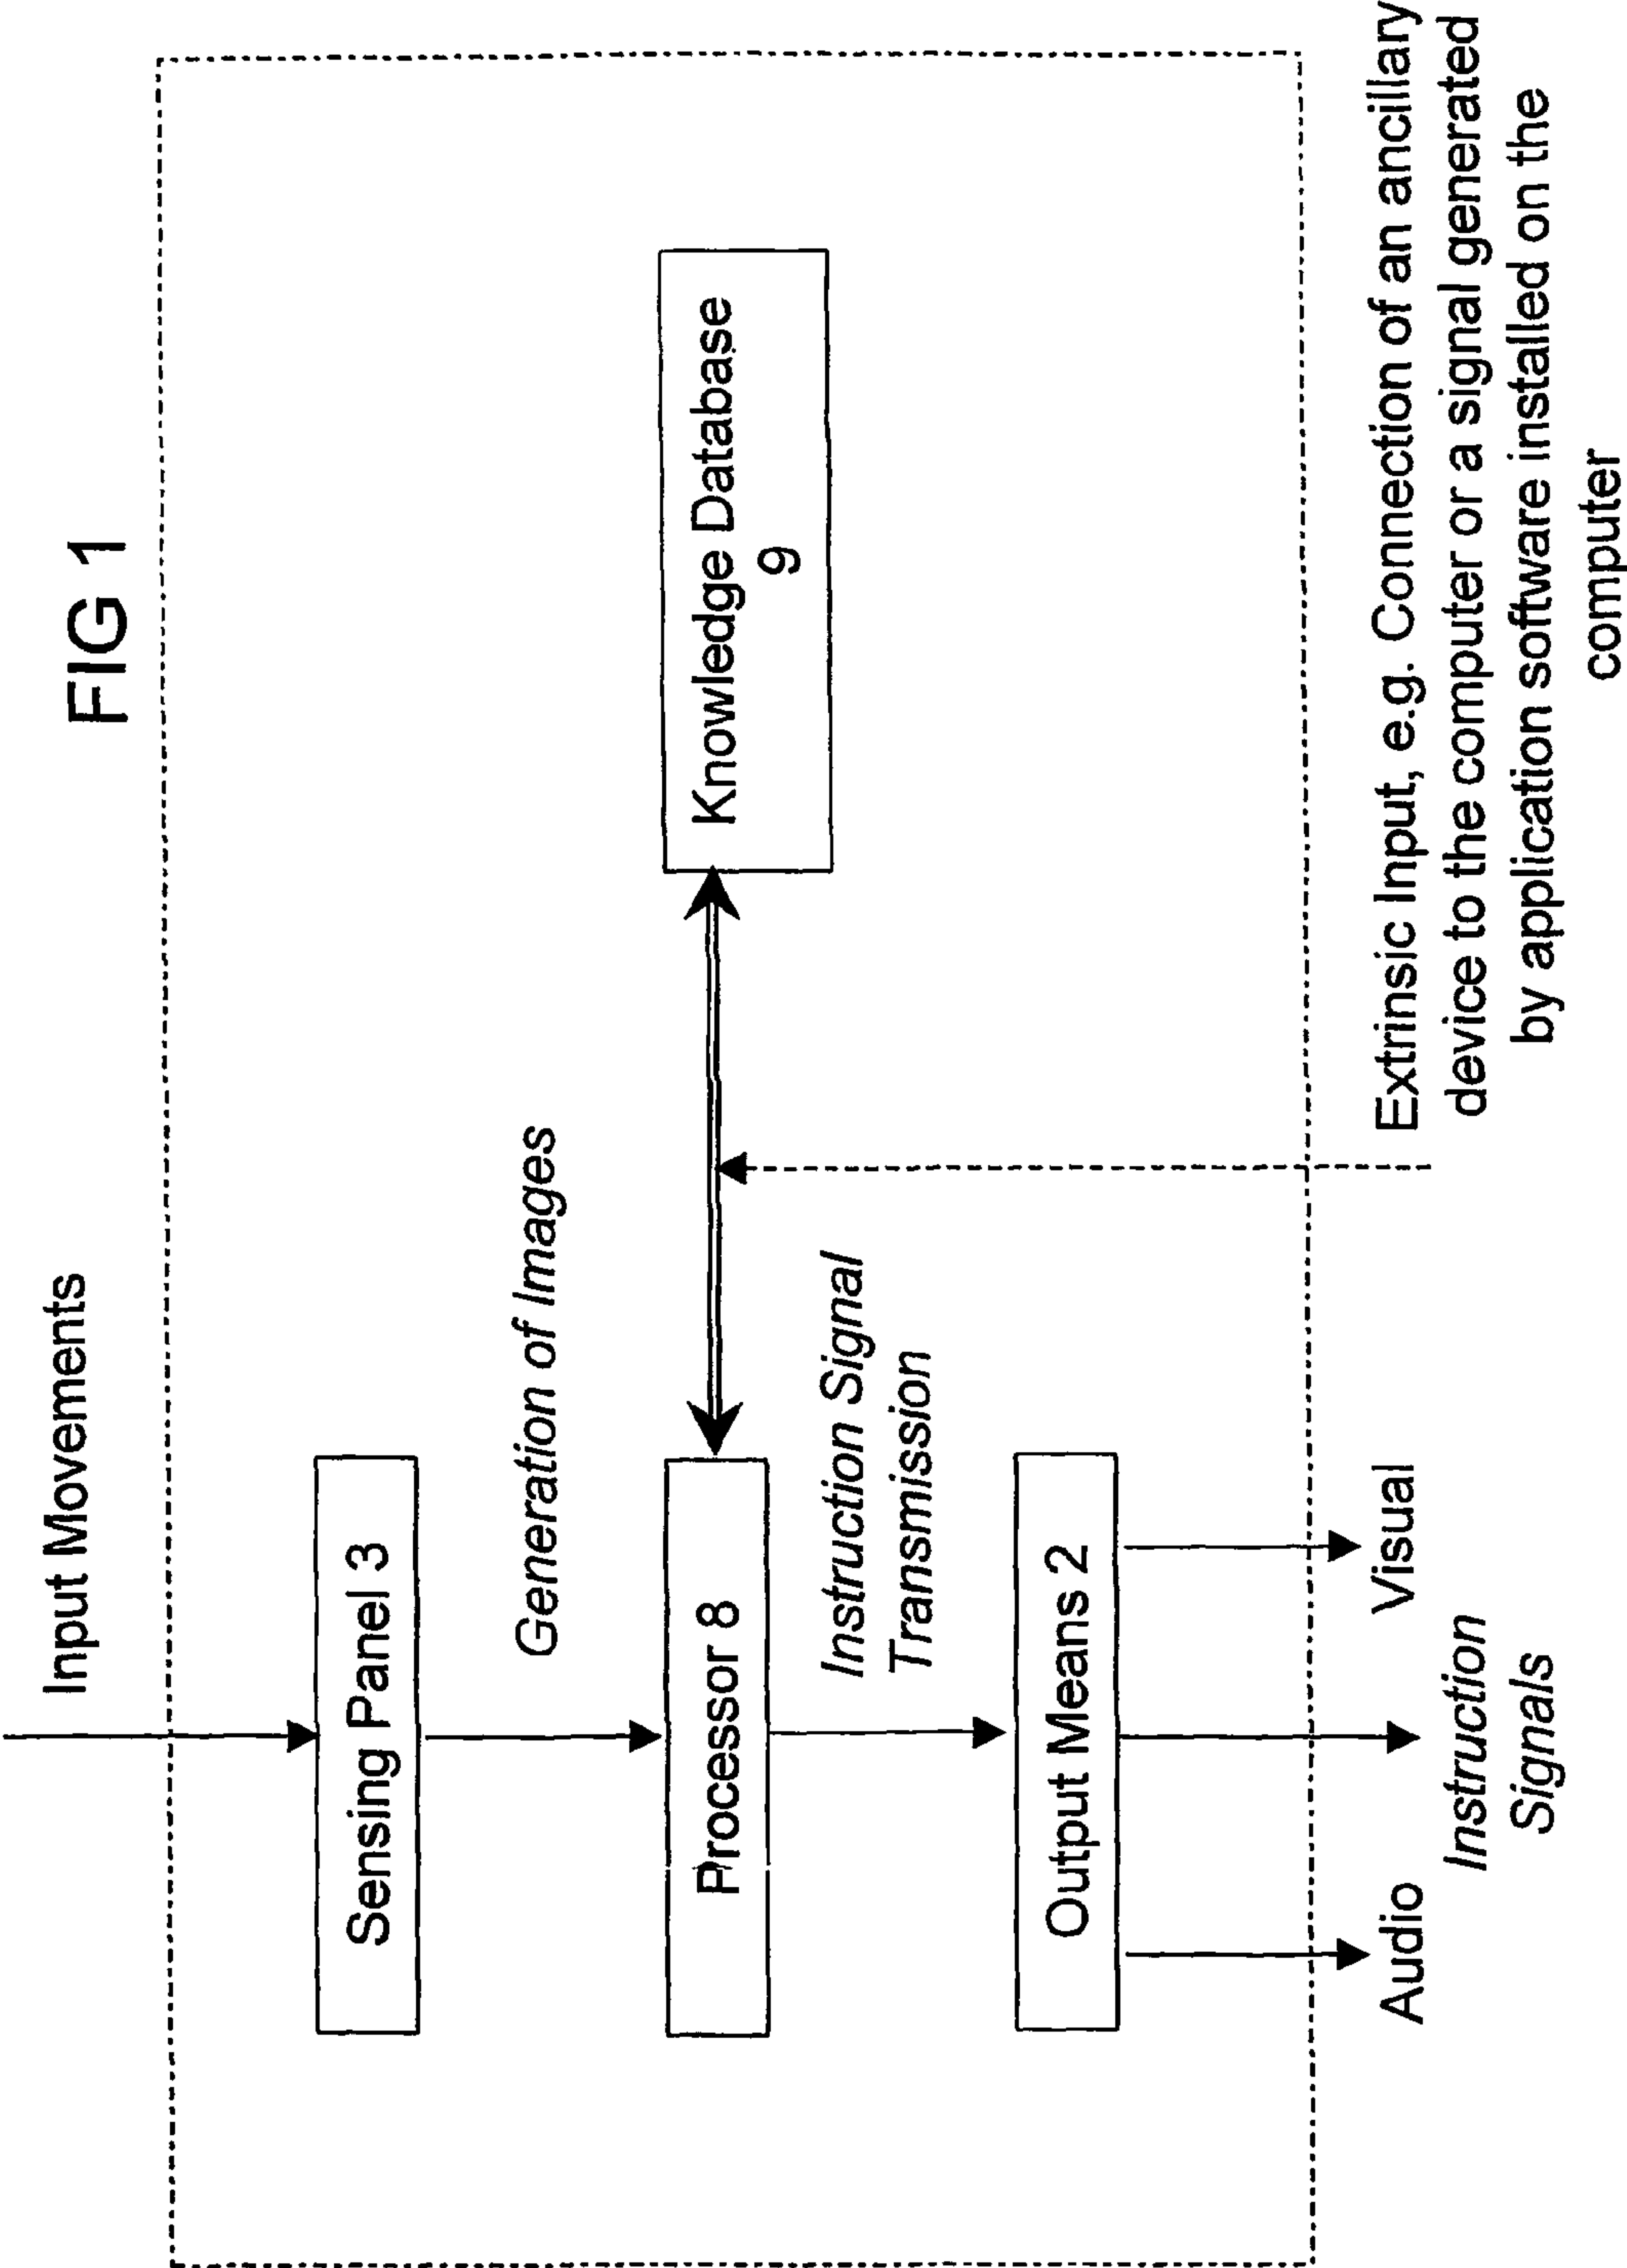 FIG 1
Input Movements
Sensing Panel 3
Generation of Images
Processor 8
Knowledge Database
9
Instruction Signal
Transmission
Output Means 2
Audio
Visual
Instruction
Signals
Extrinsic Input, e.g. Connection of an ancillary
device to the computer or a signal generated
by application software installed on the
computer